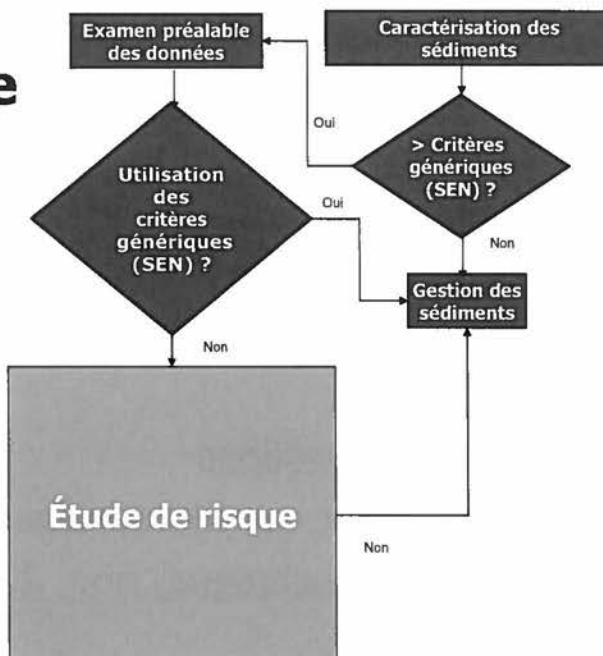 Examen préalable
des données
Caractérisation des
sédiments
e
Oui
> Critères
génériques
(SEN) ?
Utilisation
des
critères
génériques
(SEN) ?
Oui
Non
Gestion des
sédiments
Non
Étude de risque
Non